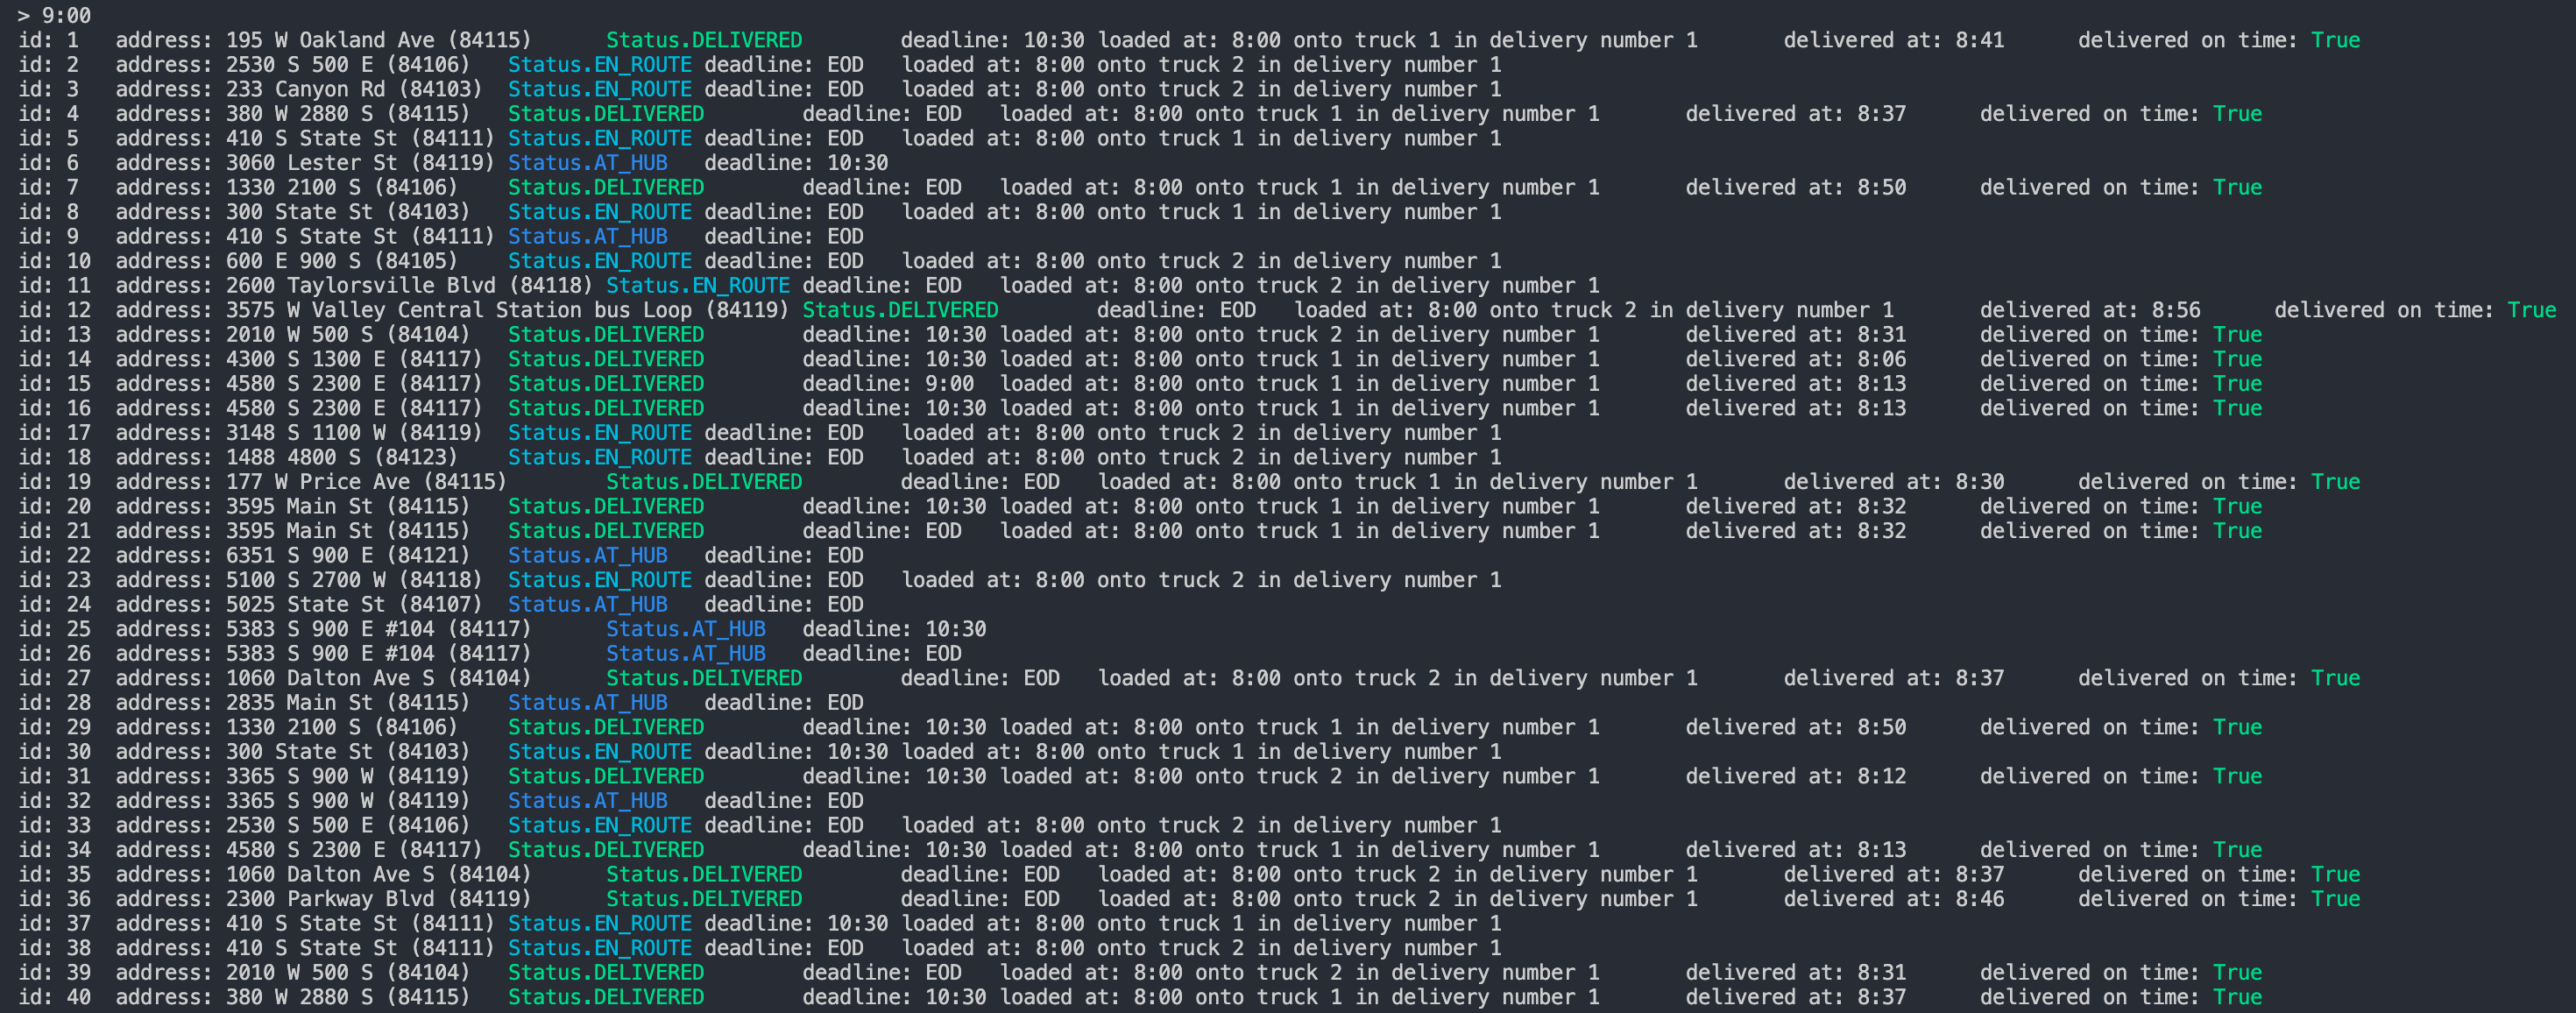 > 9:00
id: 1 address: 195 W Oakland Ave (84115) Status.DELIVERED deadline: 10:30 loaded at: 8:00 onto truck 1 in delivery number 1 delivered at: 8:41 delivered on time: True
id: 2 address: 2530 S 500 E (84106) Status.EN_ROUTE deadline: EOD loaded at: 8:00 onto truck 2 in delivery number 1
id: 3 address: 233 Canyon Rd (84103) Status.EN_ROUTE deadline: EOD loaded at: 8:00 onto truck 2 in delivery number 1
id: 4 address: 380 W 2880 S (84115) Status.DELIVERED deadline: EOD loaded at: 8:00 onto truck 1 in delivery number 1 delivered at: 8:37 delivered on time: True
id: 5 address: 410 S State St (84111) Status.EN_ROUTE deadline: EOD loaded at: 8:00 onto truck 1 in delivery number 1
id: 6 address: 3060 Lester St (84119) Status.AT_HUB deadline: 10:30
id: 7 address: 1330 2100 S (84106) Status.DELIVERED deadline: EOD loaded at: 8:00 onto truck 1 in delivery number 1 delivered at: 8:50 delivered on time: True
id: 8 address: 300 State St (84103) Status.EN_ROUTE deadline: EOD loaded at: 8:00 onto truck 1 in delivery number 1
id: 9 address: 410 S State St (84111) Status.AT_HUB deadline: EOD
id: 10 address: 600 E 900 S (84105) Status.EN_ROUTE deadline: EOD loaded at: 8:00 onto truck 2 in delivery number 1
id: 11 address: 2600 Taylorsville Blvd (84118) Status.EN_ROUTE deadline: EOD loaded at: 8:00 onto truck 2 in delivery number 1
id: 12 address: 3575 W Valley Central Station bus Loop (84119) Status.DELIVERED deadline: EOD loaded at: 8:00 onto truck 2 in delivery number 1 delivered at: 8:56 delivered on time: True
id: 13 address: 2010 W 500 S (84104) Status.DELIVERED deadline: 10:30 loaded at: 8:00 onto truck 2 in delivery number 1 delivered at: 8:31 delivered on time: True
id: 14 address: 4300 S 1300 E (84117) Status.DELIVERED deadline: 10:30 loaded at: 8:00 onto truck 1 in delivery number 1 delivered at: 8:06 delivered on time: True
id: 15 address: 4580 S 2300 E (84117) Status.DELIVERED deadline: 9:00 loaded at: 8:00 onto truck 1 in delivery number 1 delivered at: 8:13 delivered on time: True
id: 16 address: 4580 S 2300 E (84117) Status.DELIVERED deadline: 10:30 loaded at: 8:00 onto truck 1 in delivery number 1 delivered at: 8:13 delivered on time: True
id: 17 address: 3148 S 1100 W (84119) Status.EN_ROUTE deadline: EOD loaded at: 8:00 onto truck 2 in delivery number 1
id: 18 address: 1488 4800 S (84123) Status.EN_ROUTE deadline: EOD loaded at: 8:00 onto truck 2 in delivery number 1
id: 19 address: 177 W Price Ave (84115) Status.DELIVERED deadline: EOD loaded at: 8:00 onto truck 1 in delivery number 1 delivered at: 8:30 delivered on time: True
id: 20 address: 3595 Main St (84115) Status.DELIVERED deadline: 10:30 loaded at: 8:00 onto truck 1 in delivery number 1 delivered at: 8:32 delivered on time: True
id: 21 address: 3595 Main St (84115) Status.DELIVERED deadline: EOD loaded at: 8:00 onto truck 1 in delivery number 1 delivered at: 8:32 delivered on time: True
id: 22 address: 6351 S 900 E (84121) Status.AT_HUB deadline: EOD
id: 23 address: 5100 S 2700 W (84118) Status.EN_ROUTE deadline: EOD loaded at: 8:00 onto truck 2 in delivery number 1
id: 24 address: 5025 State St (84107) Status.AT_HUB deadline: EOD
id: 25 address: 5383 S 900 E #104 (84117) Status.AT_HUB deadline: 10:30
id: 26 address: 5383 S 900 E #104 (84117) Status.AT_HUB deadline: EOD
id: 27 address: 1060 Dalton Ave S (84104) Status.DELIVERED deadline: EOD loaded at: 8:00 onto truck 2 in delivery number 1 delivered at: 8:37 delivered on time: True
id: 28 address: 2835 Main St (84115) Status.AT_HUB deadline: EOD
id: 29 address: 1330 2100 S (84106) Status.DELIVERED deadline: 10:30 loaded at: 8:00 onto truck 1 in delivery number 1 delivered at: 8:50 delivered on time: True
id: 30 address: 300 State St (84103) Status.EN_ROUTE deadline: 10:30 loaded at: 8:00 onto truck 1 in delivery number 1
id: 31 address: 3365 S 900 W (84119) Status.DELIVERED deadline: 10:30 loaded at: 8:00 onto truck 2 in delivery number 1 delivered at: 8:12 delivered on time: True
id: 32 address: 3365 S 900 W (84119) Status.AT_HUB deadline: EOD
id: 33 address: 2530 S 500 E (84106) Status.EN_ROUTE deadline: EOD loaded at: 8:00 onto truck 2 in delivery number 1
id: 34 address: 4580 S 2300 E (84117) Status.DELIVERED deadline: 10:30 loaded at: 8:00 onto truck 1 in delivery number 1 delivered at: 8:13 delivered on time: True
id: 35 address: 1060 Dalton Ave S (84104) Status.DELIVERED deadline: EOD loaded at: 8:00 onto truck 2 in delivery number 1 delivered at: 8:37 delivered on time: True
id: 36 address: 2300 Parkway Blvd (84119) Status.DELIVERED deadline: EOD loaded at: 8:00 onto truck 2 in delivery number 1 delivered at: 8:46 delivered on time: True
id: 37 address: 410 S State St (84111) Status.EN_ROUTE deadline: 10:30 loaded at: 8:00 onto truck 1 in delivery number 1
id: 38 address: 410 S State St (84111) Status.EN_ROUTE deadline: EOD loaded at: 8:00 onto truck 2 in delivery number 1
id: 39 address: 2010 W 500 S (84104) Status.DELIVERED deadline: EOD loaded at: 8:00 onto truck 2 in delivery number 1 delivered at: 8:31 delivered on time: True
id: 40 address: 380 W 2880 S (84115) Status.DELIVERED deadline: 10:30 loaded at: 8:00 onto truck 1 in delivery number 1 delivered at: 8:37 delivered on time: True